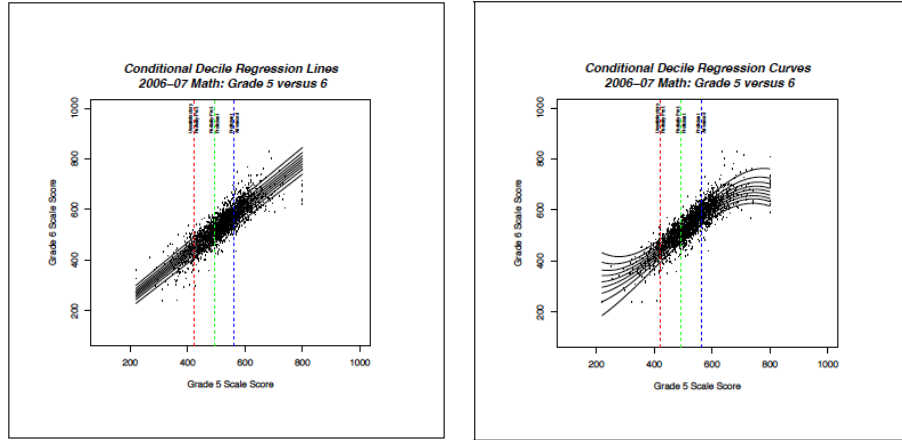 Conditional Decile Regression Lines
2006–07 Math: Grade 5 versus 6
1000
800
600
400
200
Grade 6 Scale Score
200
400
600
800
1000
Grade 5 Scale Score
Conditional Decile Regression Curves
2006–07 Math: Grade 5 versus 6
1000
800
600
400
200
Grade 6 Scale Score
200
400
600
800
1000
Grade 5 Scale Score